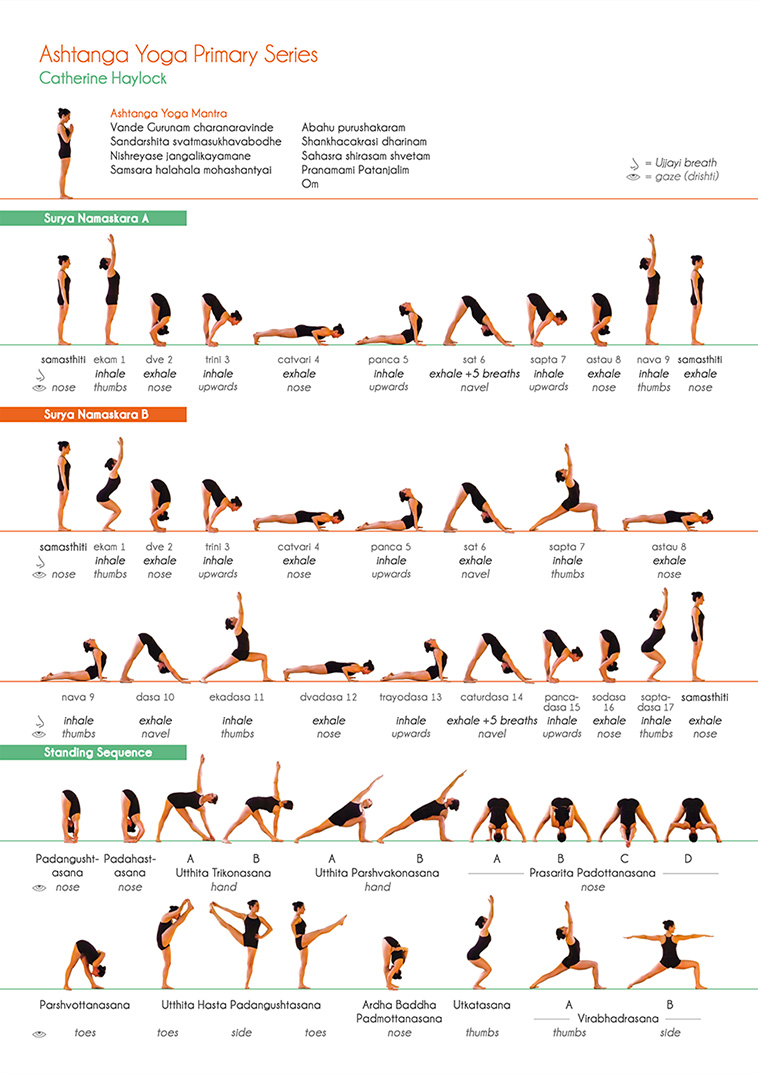 Ashtanga Yoga Primary Series
Catherine Haylock
Ashtanga Yoga Mantra
Vande Gurunam charanaravinde
Sandarshita svatmasukhavabodhe
Nishreyase jangalikayamane
Samsara halahala mohashantyai
Abahu purushakaram
Shankhacakrasi dharinam
Sahasra shirasam shvetam
Pranamami Patanjalim
Om
= Ujjayi breath
= gaze (drishti)
Surya Namaskara A
samasthiti ekam 1 dve 2 trini 3 catvari 4 panca 5 sat 6 sapta 7 astau 8 nava 9 samasthiti
inhale exhale inhale exhale inhale exhale +5 breaths inhale exhale inhale exhale
nose thumbs nose upwards nose upwards navel upwards nose thumbs nose
Surya Namaskara B
samasthiti ekam 1 dve 2 trini 3 catvari 4 panca 5 sat 6 sapta 7 astau 8
inhale exhale inhale exhale inhale exhale inhale exhale
nose thumbs nose upwards nose upwards navel thumbs nose
nava 9 dasa 10 ekadasa 11 dvadasa 12 trayodasa 13 caturdasa 14 panca- sodasa sapta- samasthiti
dasa 15 16 dasa 17
inhale exhale inhale exhale inhale exhale +5 breaths inhale exhale inhale exhale
thumbs navel thumbs nose upwards navel upwards nose thumbs nose
Standing Sequence
Padangusht- Padahast- A B A B A B C D
asana asana Utthita Trikonasana Utthita Parshvakonasana Prasarita Padottanasana
nose nose hand hand nose
Parshvottanasana Utthita Hasta Padangushtasana Ardha Baddha Utkatasana A B
Padmottanasana Virabhadrasana
toes toes side toes nose thumbs thumbs side